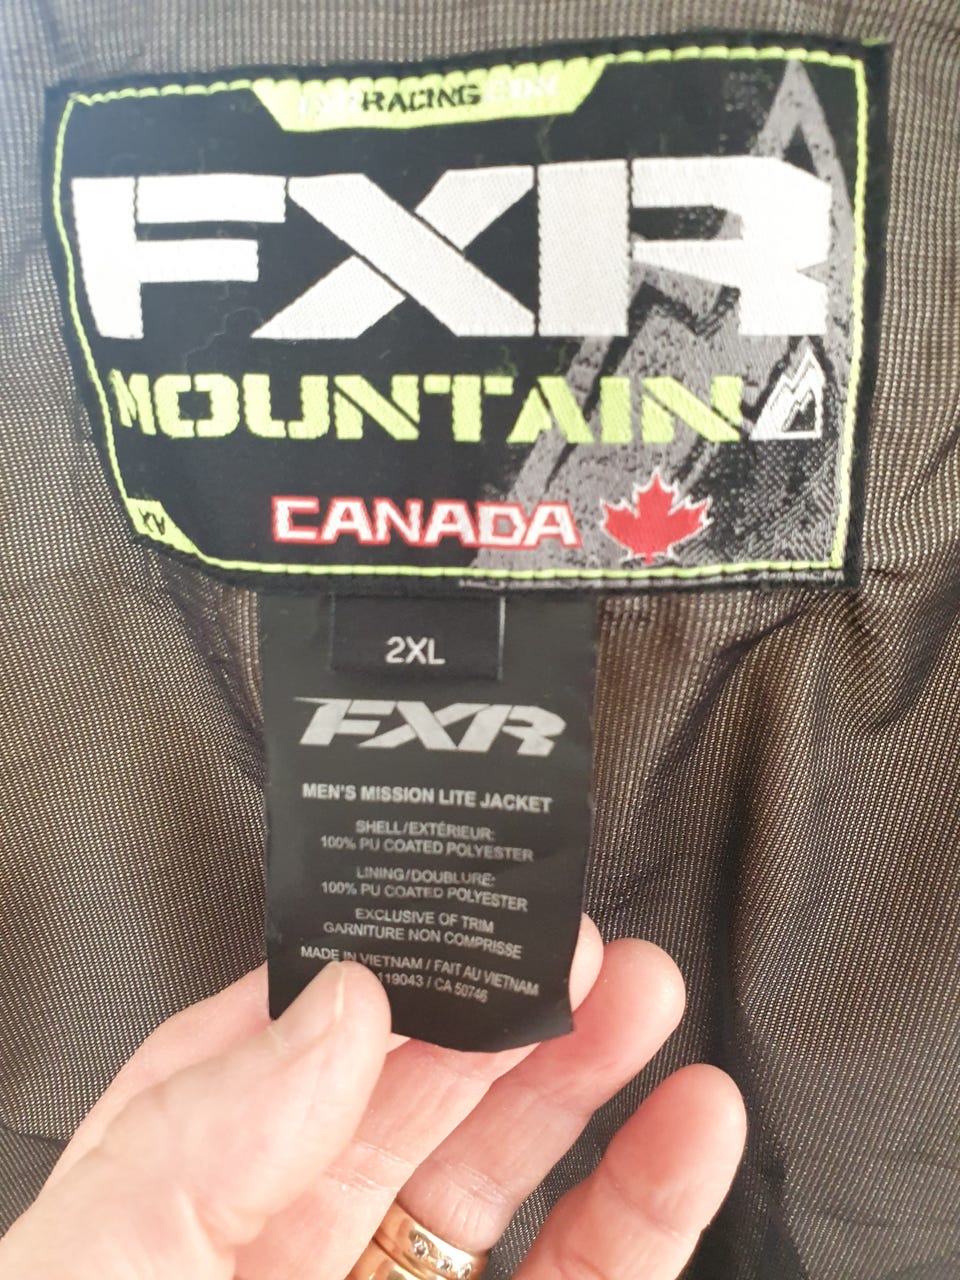 RACING
FXR
MOUNTAIN
CANADA
2XL
FXR
MEN'S MISSION LITE JACKET
SHELL/EXTÉRIEUR:
100% PU COATED POLYESTER
LINING/DOUBLURE:
100% PU COATED POLYESTER
EXCLUSIVE OF TRIM
GARNITURE NON COMPRISSE
MADE IN VIETNAM / FAIT AU VIETNAM
119043 / CA 50746